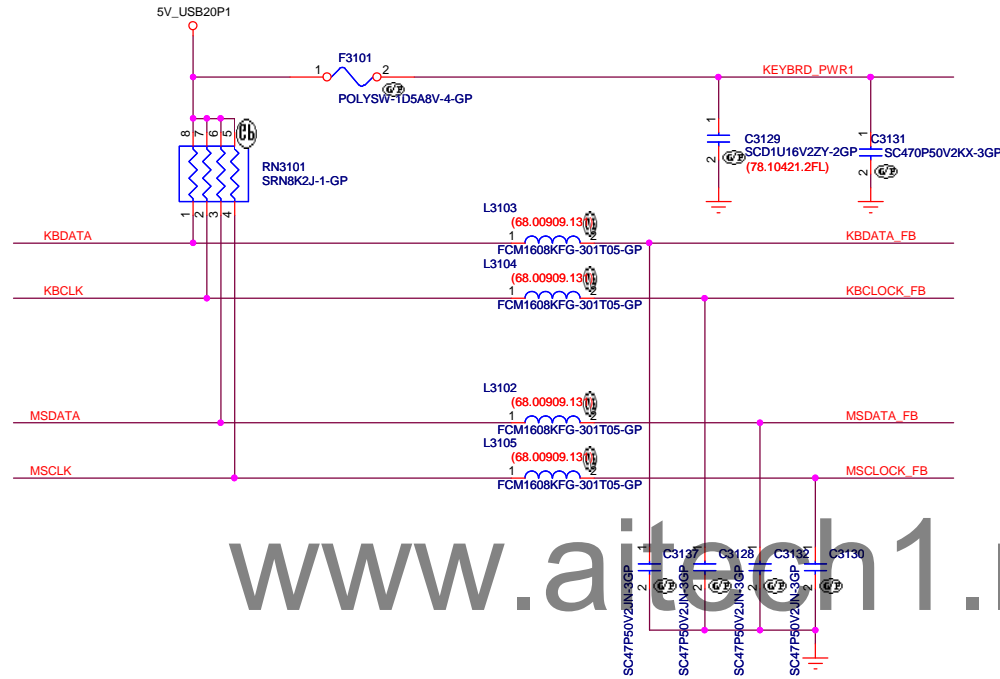 5V_USB20P1
F3101
1 2
POLYSW-1D5A8V-4-GP
KEYBRD_PWR1
1
C3129
SCD1U16V2ZY-2GP
2
(78.10421.2FL)
1
C3131
SC470P50V2KX-3GP
2
8 7 6 5
RN3101
SRN8K2J-1-GP
1 2 3 4
KBDATA
L3103
(68.00909.13
1 2
FCM1608KFG-301T05-GP
KBDATA_FB
KBCLK
L3104
(68.00909.13
1 2
FCM1608KFG-301T05-GP
KBCLOCK_FB
MSDATA
L3102
(68.00909.13
1 2
FCM1608KFG-301T05-GP
MSDATA_FB
MSCLK
L3105
(68.00909.13
1 2
FCM1608KFG-301T05-GP
MSCLOCK_FB
www.aitech1.
1 C3137 1 C3128 1 C3132 1 C3130
2 2 2 2
SC47P50V2JN-3GP
SC47P50V2JN-3GP
SC47P50V2JN-3GP
SC47P50V2JN-3GP